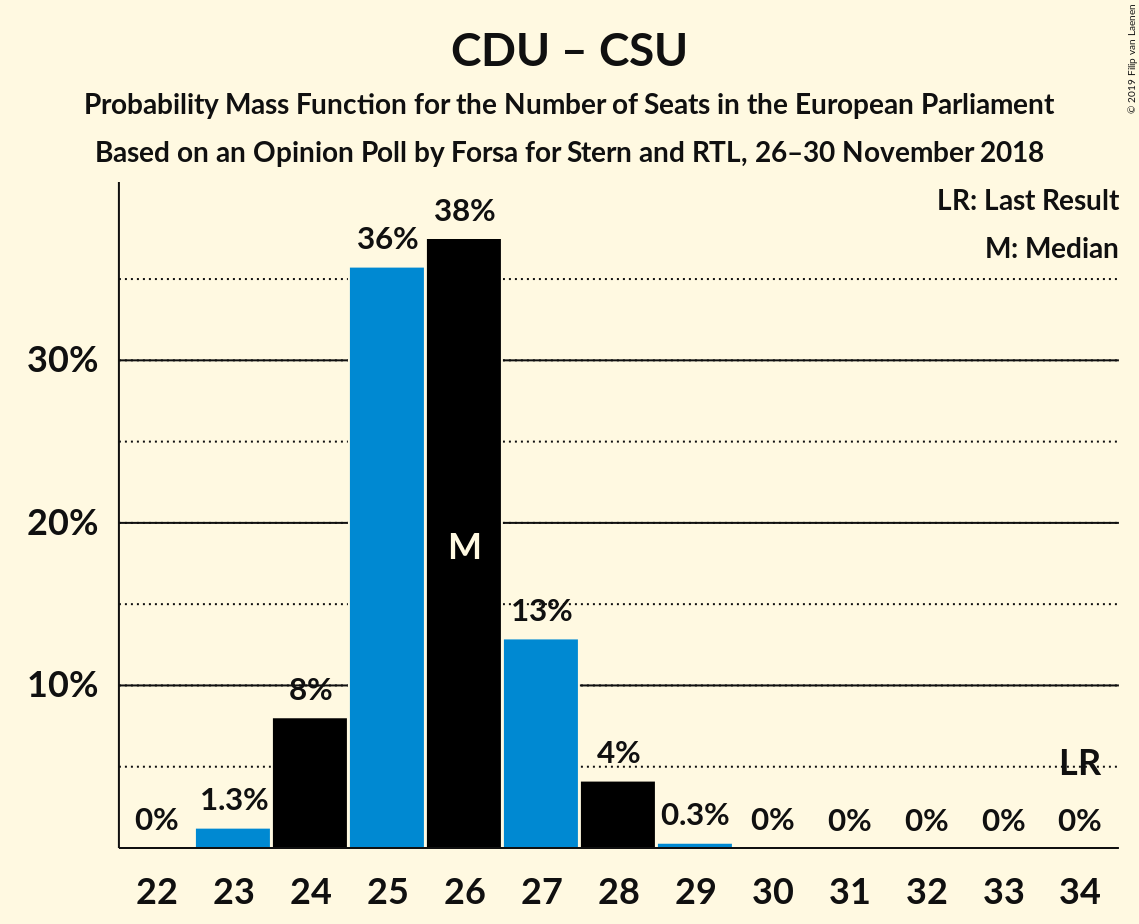 CDU – CSU
Probability Mass Function for the Number of Seats in the European Parliament
Based on an Opinion Poll by Forsa for Stern and RTL, 26–30 November 2018
© 2019 Filip van Laenen
LR: Last Result
M: Median
38%
36%
30%
20%
M
13%
10%
8%
4%
LR
1.3%
0.3%
0% 0% 0% 0% 0% 0%
22 23 24 25 26 27 28 29 30 31 32 33 34